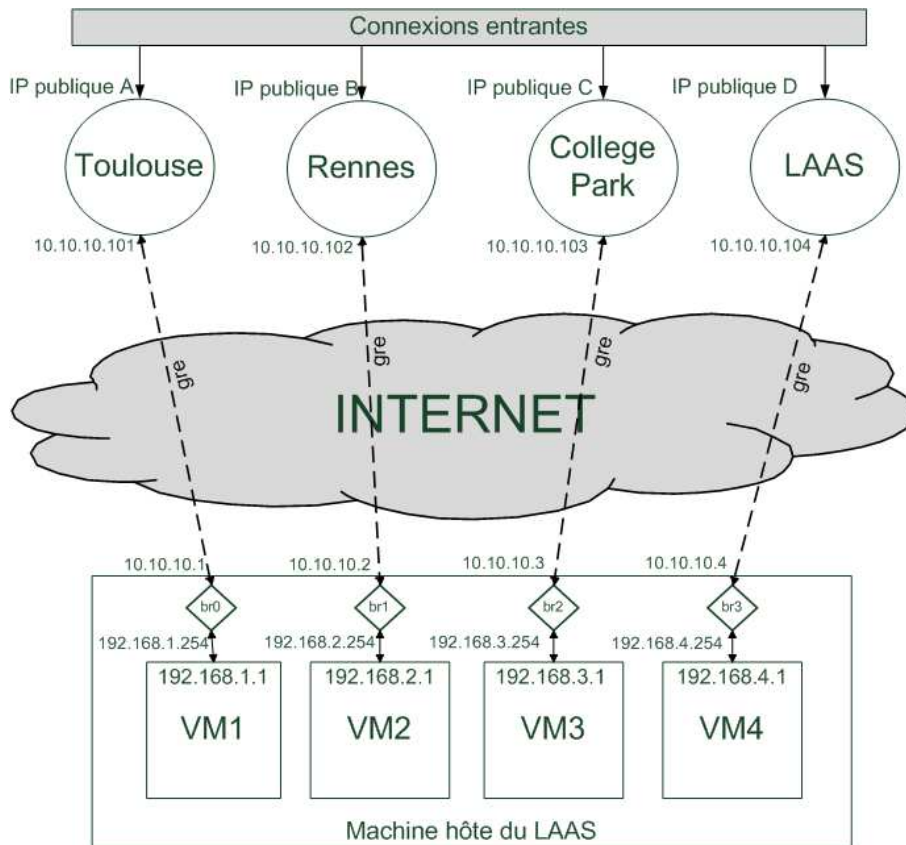 Connexions entrantes
IP publique A
IP publique B
IP publique C
IP publique D
Toulouse
Rennes
College
Park
LAAS
10.10.10.101
10.10.10.102
10.10.10.103
10.10.10.104
gre
gre
gre
gre
INTERNET
10.10.10.1
10.10.10.2
10.10.10.3
10.10.10.4
br0
br1
br2
br3
192.168.1.254
192.168.2.254
192.168.3.254
192.168.4.254
192.168.1.1
192.168.2.1
192.168.3.1
192.168.4.1
VM1
VM2
VM3
VM4
Machine hôte du LAAS